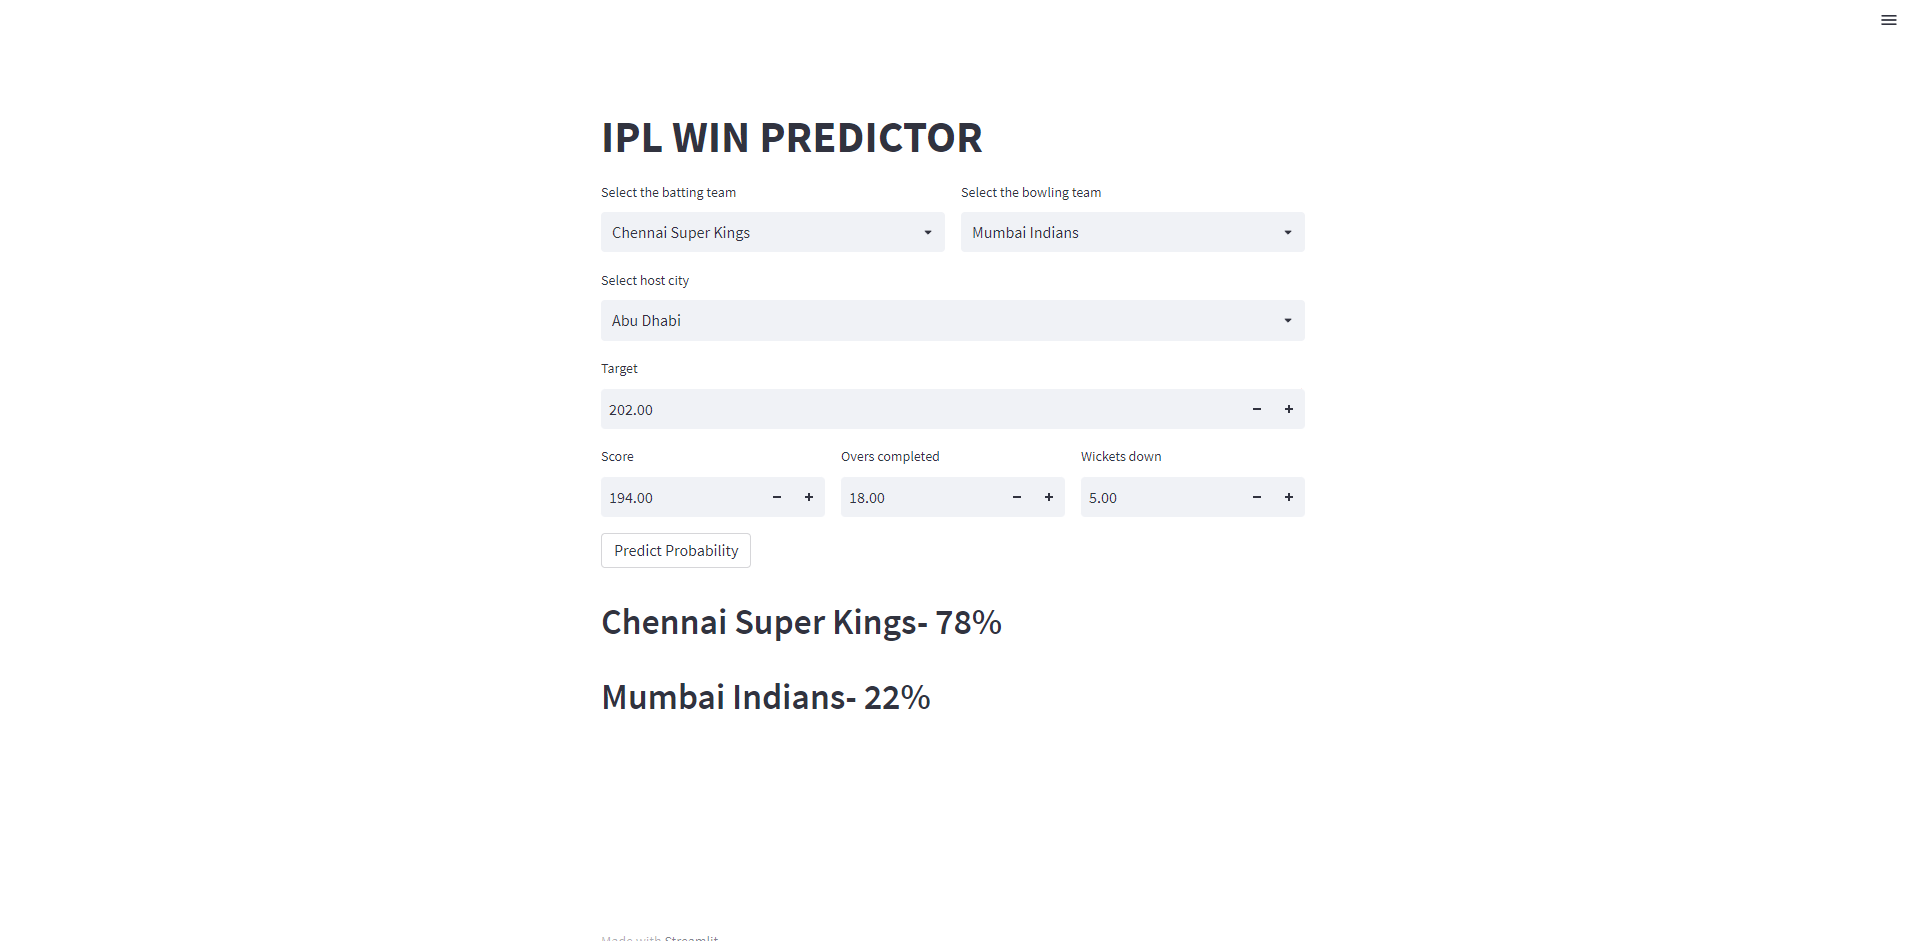 IPL WIN PREDICTOR
Select the batting team
Select the bowling team
Chennai Super Kings
Mumbai Indians
Select host city
Abu Dhabi
Target
202.00
Score
Overs completed
Wickets down
194.00
18.00
5.00
Predict Probability
Chennai Super Kings- 78%
Mumbai Indians- 22%
Made with Streamlit